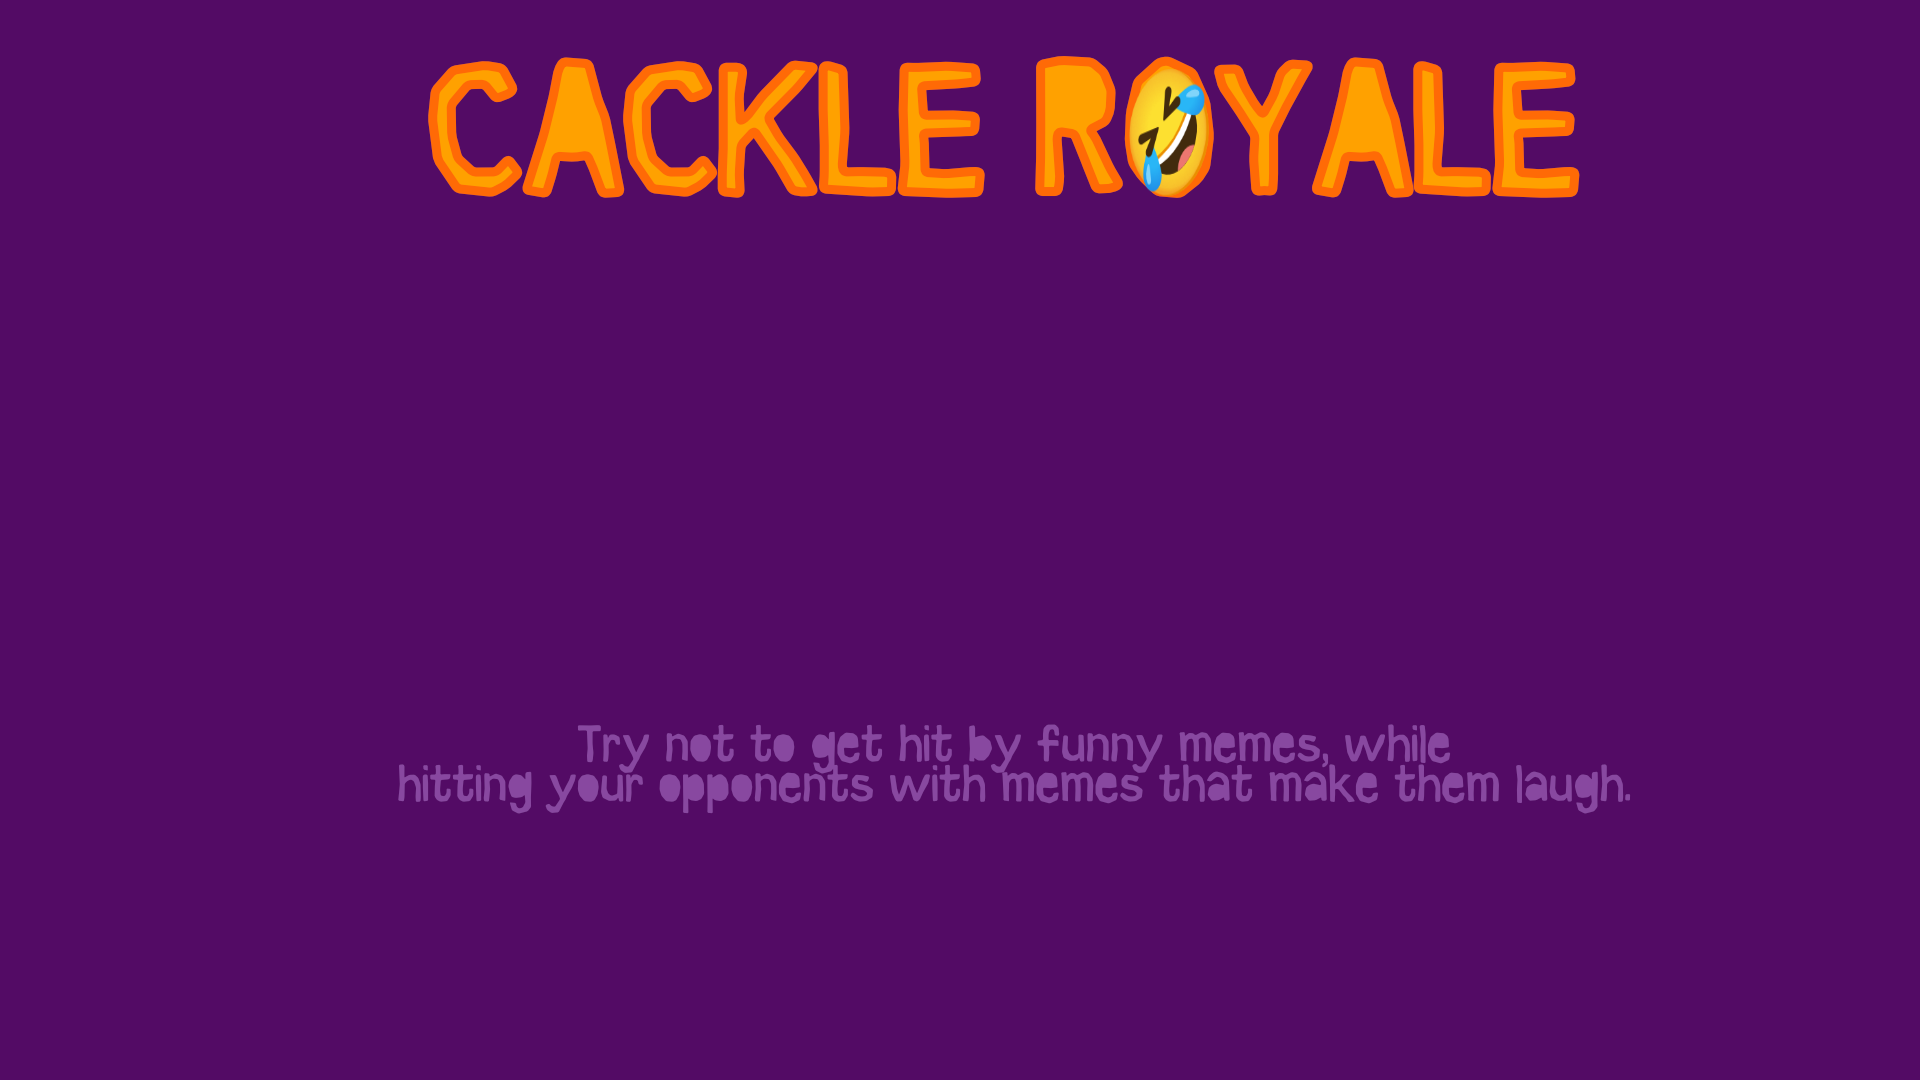 CACKLE ROYALE
Try not to get hit by funny memes, while
hitting your opponents with memes that make them laugh.